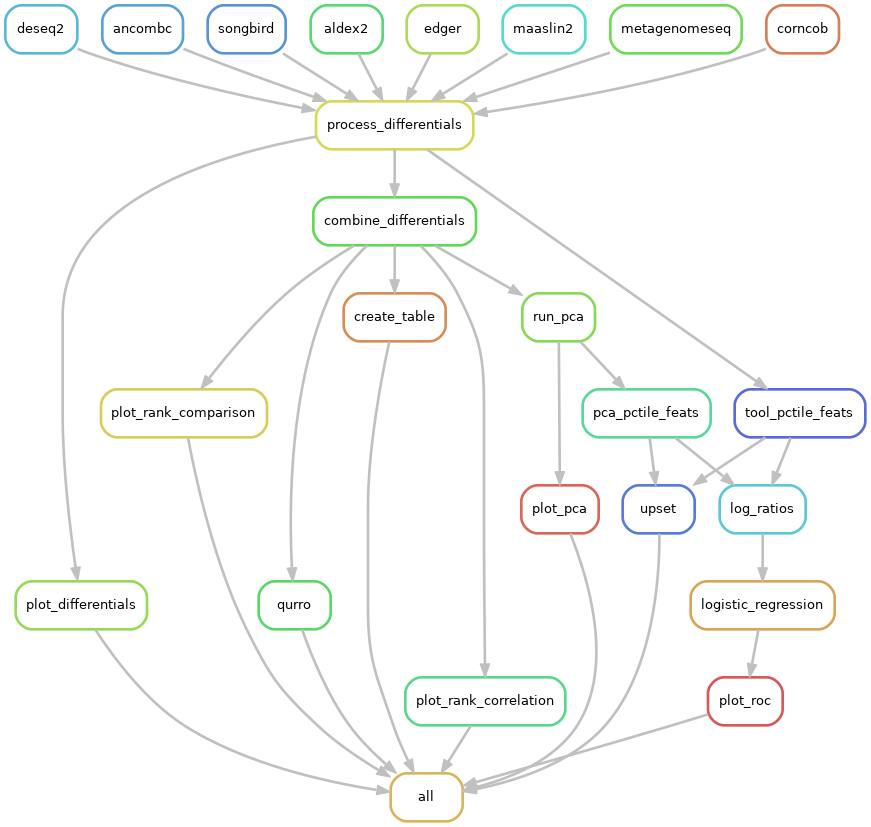 deseq2
ancombc
songbird
aldex2
edger
maaslin2
metagenomeseq
corncob
process_differentials
combine_differentials
create_table
run_pca
plot_rank_comparison
pca_pctile_feats
tool_pctile_feats
plot_pca
upset
log_ratios
plot_differentials
qurro
logistic_regression
plot_rank_correlation
plot_roc
all